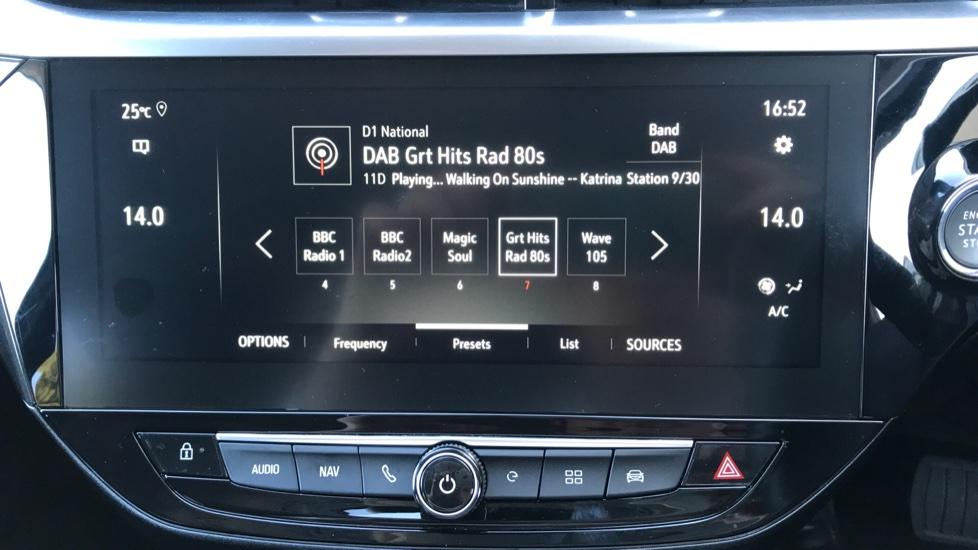 25°C
16:52
D1 National
Band
DAB
DAB Grt Hits Rad 80s
11D Playing... Walking On Sunshine -- Katrina Station 9/30
14.0
14.0
BBC
Radio 1
BBC
Radio2
Magic
Soul
Grt Hits
Rad 80s
Wave
105
4
5
6
7
8
A/C
OPTIONS
Frequency
Presets
List
SOURCES
AUDIO
NAV